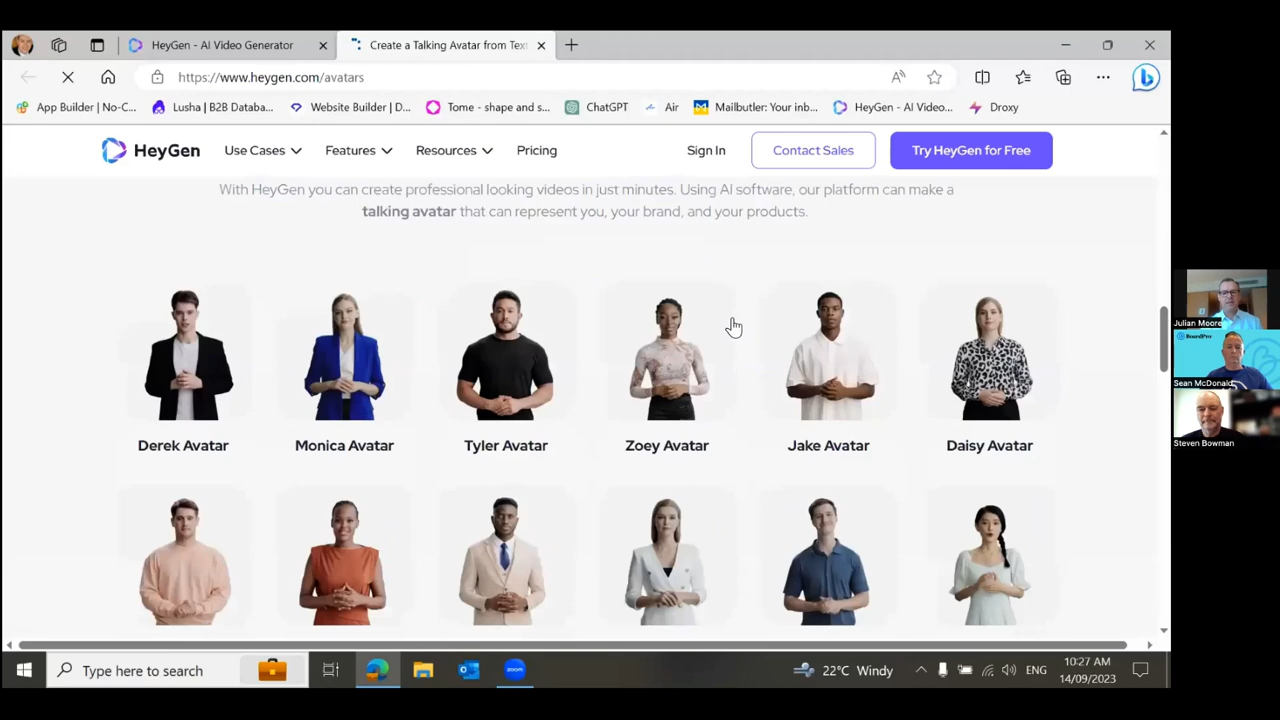 HeyGen - AI Video Generator
Create a Talking Avatar from Text
https://www.heygen.com/avatars
App Builder | No-C...
Lusha | B2B Databa...
Website Builder | D...
Tome - shape and s...
ChatGPT
Air
Mailbutler: Your inb...
HeyGen - AI Video...
Droxy
HeyGen
Use Cases
Features
Resources
Pricing
Sign In
Contact Sales
Try HeyGen for Free
With HeyGen you can create professional looking videos in just minutes. Using AI software, our platform can make a
talking avatar that can represent you, your brand, and your products.
Derek Avatar
Monica Avatar
Tyler Avatar
Zoey Avatar
Jake Avatar
Daisy Avatar
Julian Moore
BoardPro
Sean McDonald
Steven Bowman
Type here to search
zoom
22°C Windy
ENG
10:27 AM
14/09/2023